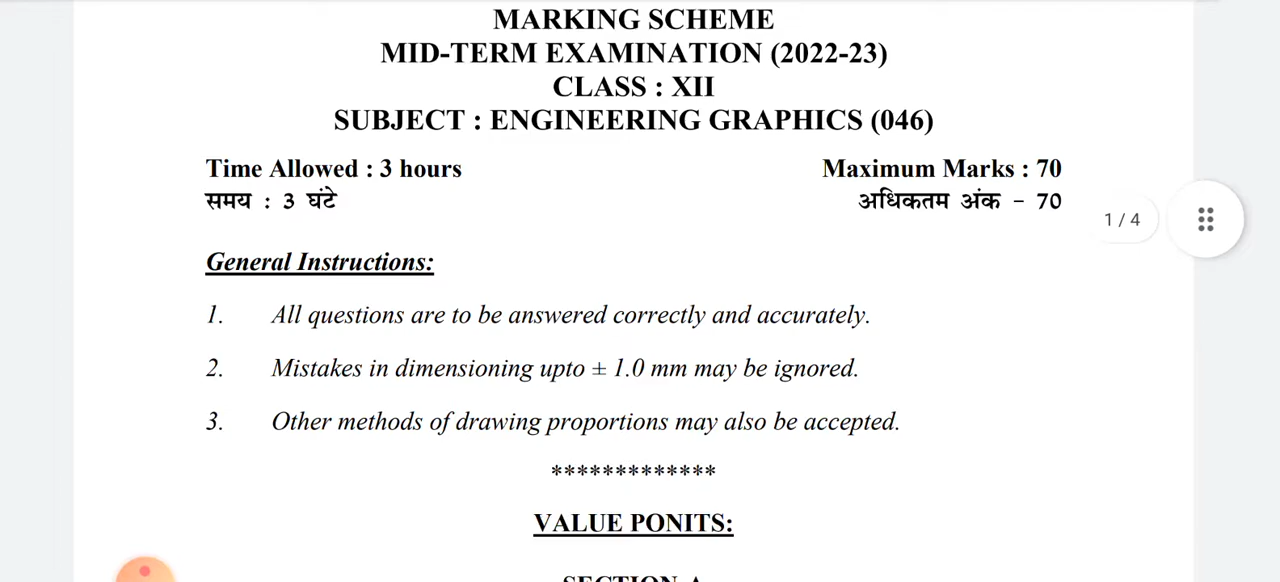 MARKING SCHEME
MID-TERM EXAMINATION (2022-23)
CLASS : XII
SUBJECT : ENGINEERING GRAPHICS (046)
Time Allowed : 3 hours Maximum Marks : 70
समय : 3 घंटे अधिकतम अंक - 70
1 / 4
General Instructions:
1. All questions are to be answered correctly and accurately.
2. Mistakes in dimensioning upto ± 1.0 mm may be ignored.
3. Other methods of drawing proportions may also be accepted.
*************
VALUE PONITS:
SECTION A